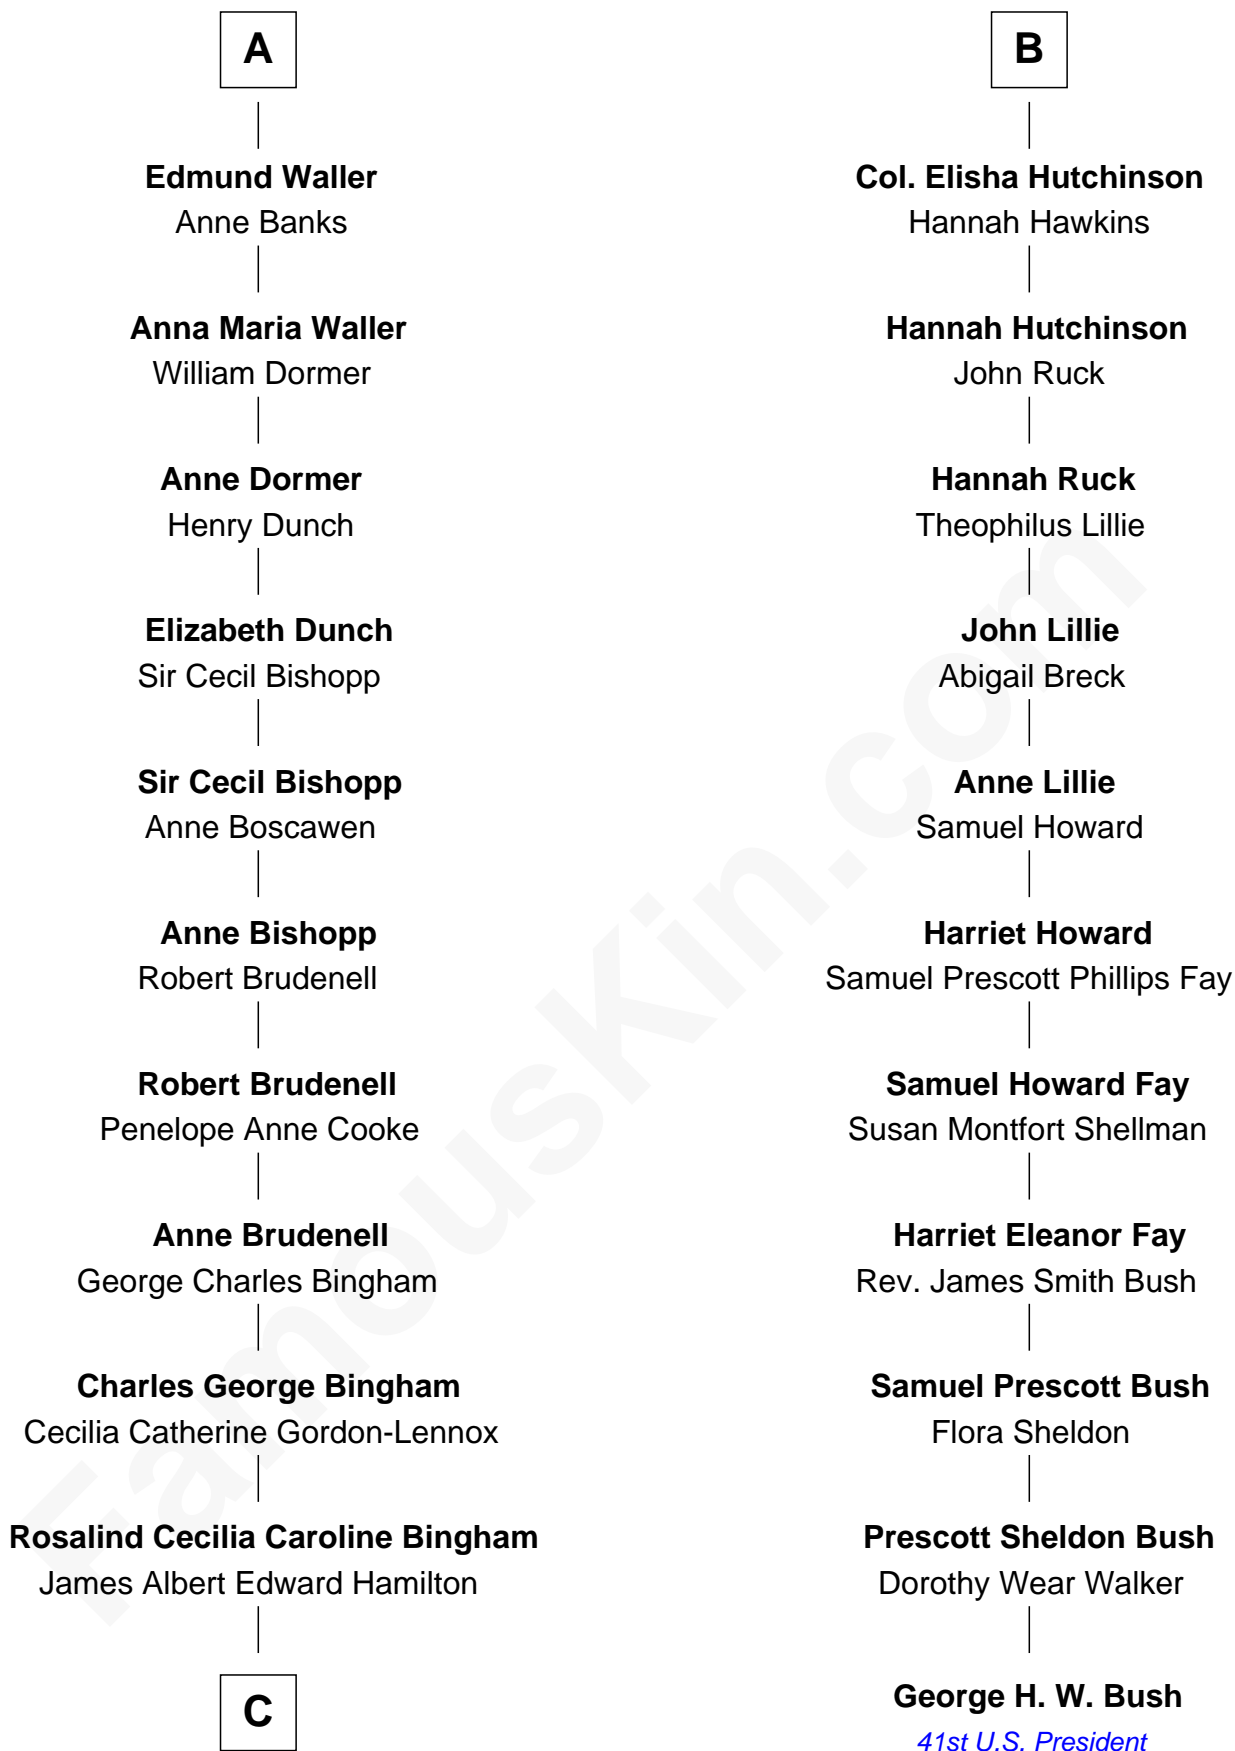 A
Edmund Waller
Anne Banks
Anna Maria Waller
William Dormer
Anne Dormer
Henry Dunch
Elizabeth Dunch
Sir Cecil Bishopp
Sir Cecil Bishopp
Anne Boscawen
Anne Bishopp
Robert Brudenell
Robert Brudenell
Penelope Anne Cooke
Anne Brudenell
George Charles Bingham
Charles George Bingham
Cecilia Catherine Gordon-Lennox
Rosalind Cecilia Caroline Bingham
James Albert Edward Hamilton
C
B
Col. Elisha Hutchinson
Hannah Hawkins
Hannah Hutchinson
John Ruck
Hannah Ruck
Theophilus Lillie
John Lillie
Abigail Breck
Anne Lillie
Samuel Howard
Harriet Howard
Samuel Prescott Phillips Fay
Samuel Howard Fay
Susan Montfort Shellman
Harriet Eleanor Fay
Rev. James Smith Bush
Samuel Prescott Bush
Flora Sheldon
Prescott Sheldon Bush
Dorothy Wear Walker
George H. W. Bush
41st U.S. President
FamousKin.com